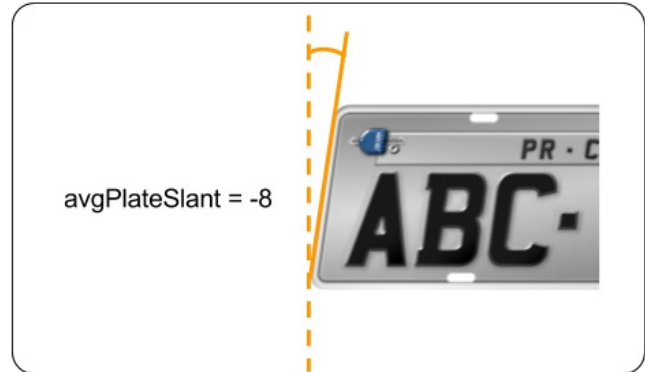 PR · C
avgPlateSlant = -8
ABC·